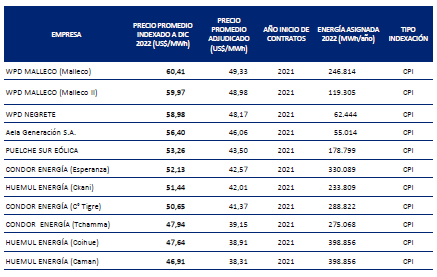 EMPRESA PRECIO PROMEDIO INDEXADO A DIC 2022 (US$/MWh) PRECIO PROMEDIO ADJUDICADO (US$/MWh) AÑO INICIO DE CONTRATOS ENERGÍA ASIGNADA 2022 (MWh/año) TIPO INDEXACIÓN
WPD MALLECO (Malleco) 60,41 49,33 2021 246.814 CPI
WPD MALLECO (Malleco II) 59,97 48,98 2021 119.305 CPI
WPD NEGRETE 58,98 48,17 2021 62.444 CPI
Aela Generación S.A. 56,40 46,06 2021 55.014 CPI
PUELCHE SUR EÓLICA 53,26 43,50 2021 178.799 CPI
CONDOR ENERGÍA (Esperanza) 52,13 42,57 2021 330.089 CPI
HUEMUL ENERGÍA (Ckani) 51,44 42,01 2021 233.809 CPI
CONDOR ENERGÍA (C° Tigre) 50,65 41,37 2021 288.822 CPI
CONDOR ENERGÍA (Tchamma) 47,94 39,15 2021 275.068 CPI
HUEMUL ENERGÍA (Coihue) 47,64 38,91 2021 398.856 CPI
HUEMUL ENERGÍA (Caman) 46,91 38,31 2021 398.856 CPI